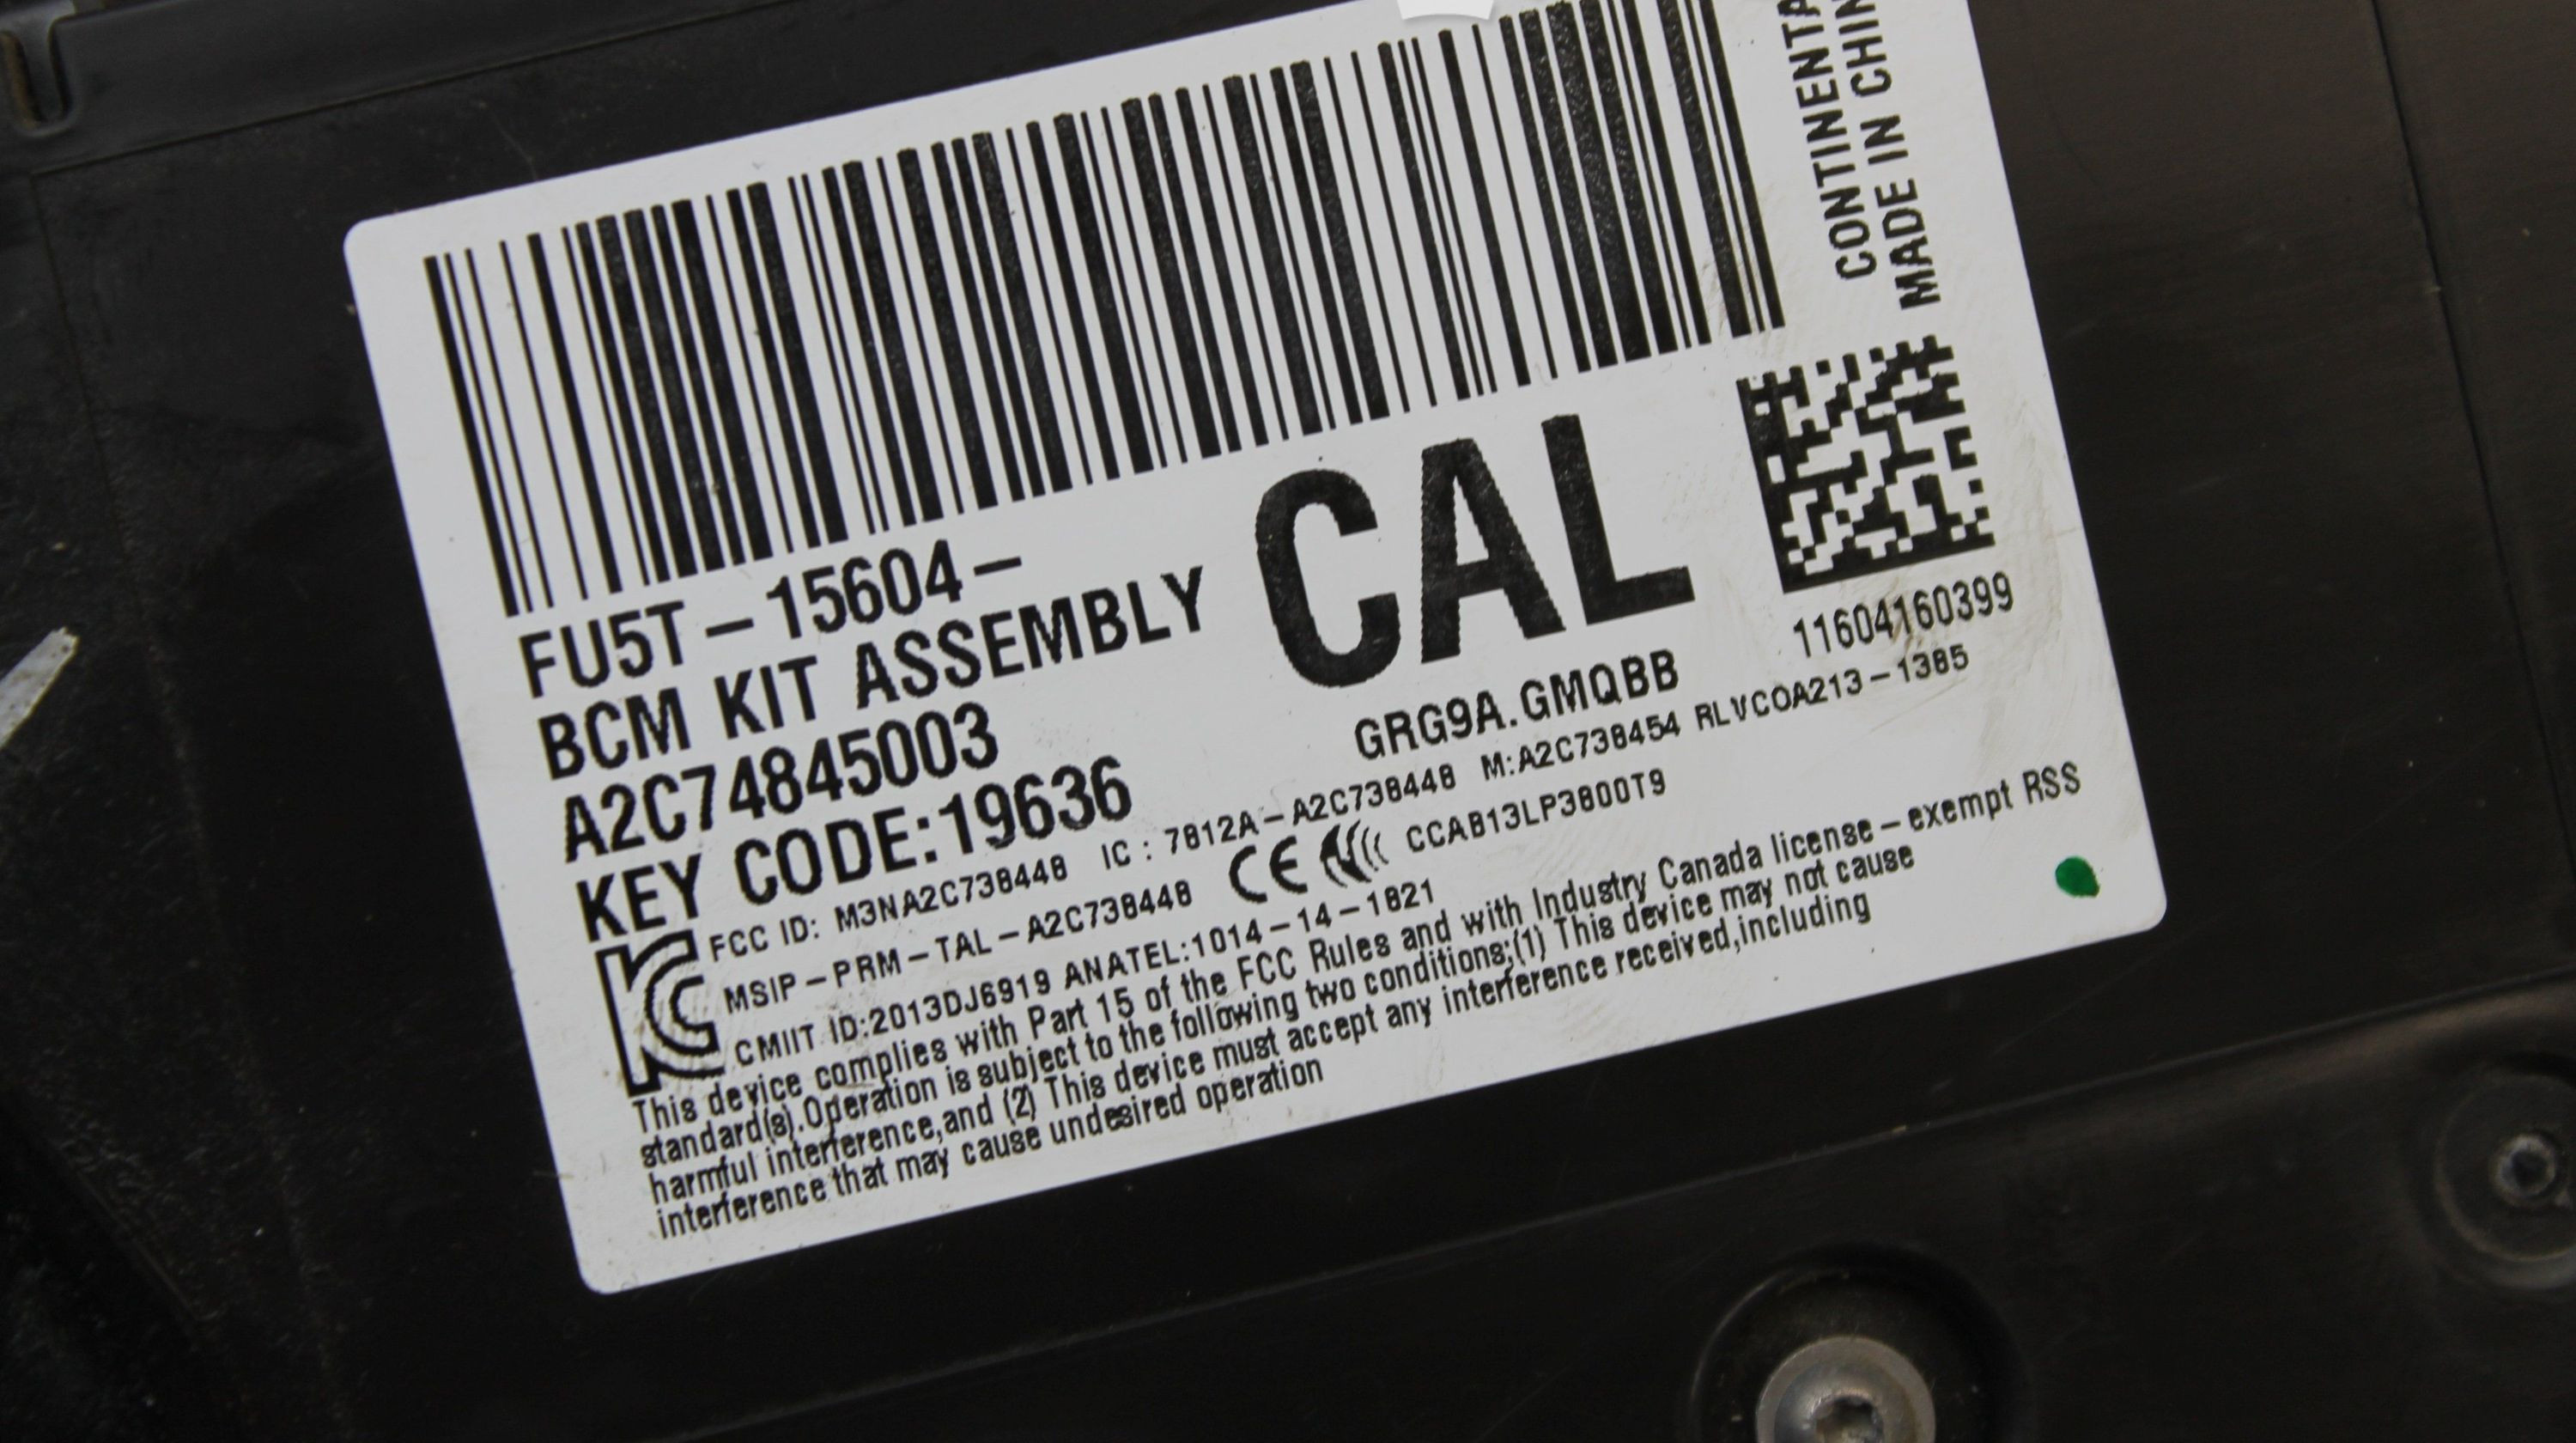 CONTINENTA
MADE IN CHIN
FU5T-15604-
BCM KIT ASSEMBLY
CAL
A2C74845003
KEY CODE:19636
11604160399
GRG9A.GMQBB
FCC ID: M3NA2C738448 IC: 7812A-A2C738448 M:A2C738454 RLVCOA213-1385
MSIP-PRM-TAL-A2C738448 CE CCAB13LP3800T9
CMIIT ID:2013DJ6919 ANATEL:1014-14-1821
This device complies with Part 15 of the FCC Rules and with Industry Canada license-exempt RSS
standard(s).Operation is subject to the following two conditions;(1) This device may not cause
harmful interference,and (2) This device must accept any interference received,including
interference that may cause undesired operation